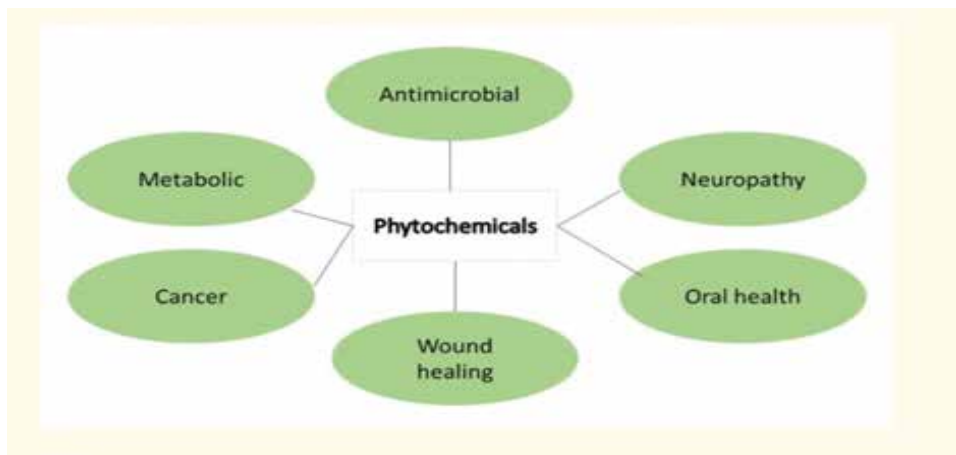 Antimicrobial
Metabolic
Neuropathy
Phytochemicals
Cancer
Oral health
Wound
healing